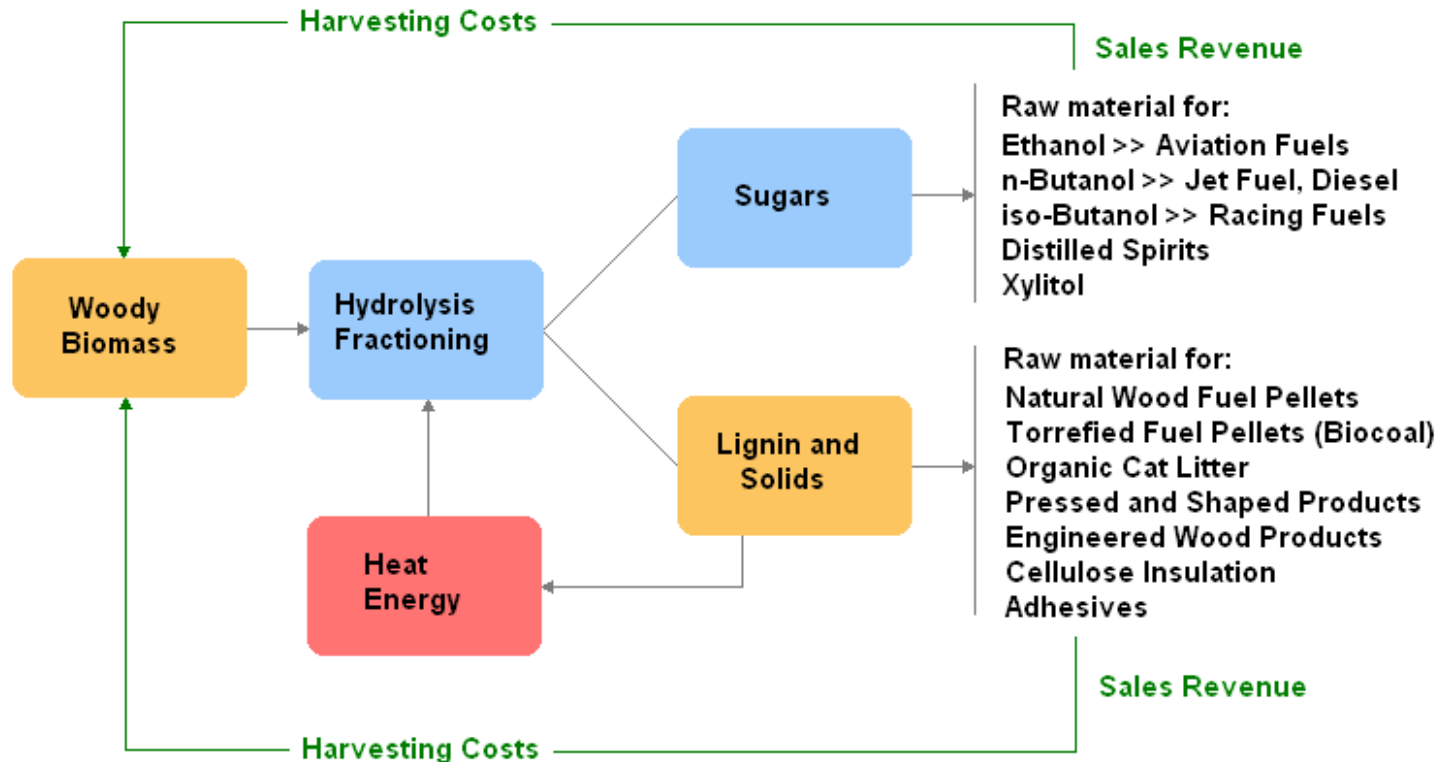 Harvesting Costs
Sales Revenue
Raw material for:
Ethanol >> Aviation Fuels
n-Butanol >> Jet Fuel, Diesel
iso-Butanol >> Racing Fuels
Distilled Spirits
Xylitol
Sugars
Woody
Biomass
Hydrolysis
Fractioning
Lignin and
Solids
Heat
Energy
Raw material for:
Natural Wood Fuel Pellets
Torrefied Fuel Pellets (Biocoal)
Organic Cat Litter
Pressed and Shaped Products
Engineered Wood Products
Cellulose Insulation
Adhesives
Sales Revenue
Harvesting Costs